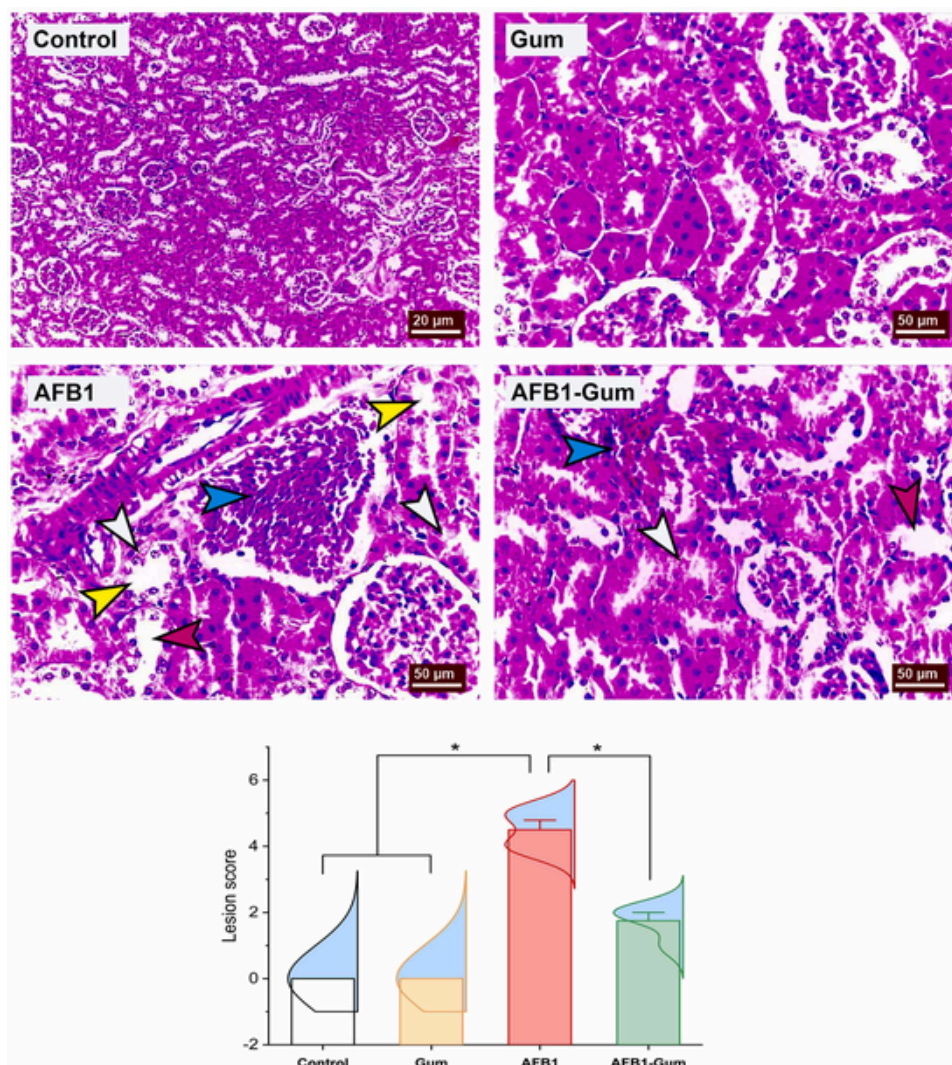 Control
Gum
20 µm
50 µm
AFB1
AFB1-Gum
50 µm
50 µm
* *
6
4
2
0
-2
Lesion score
Control Gum AFB1 AFB1-Gum